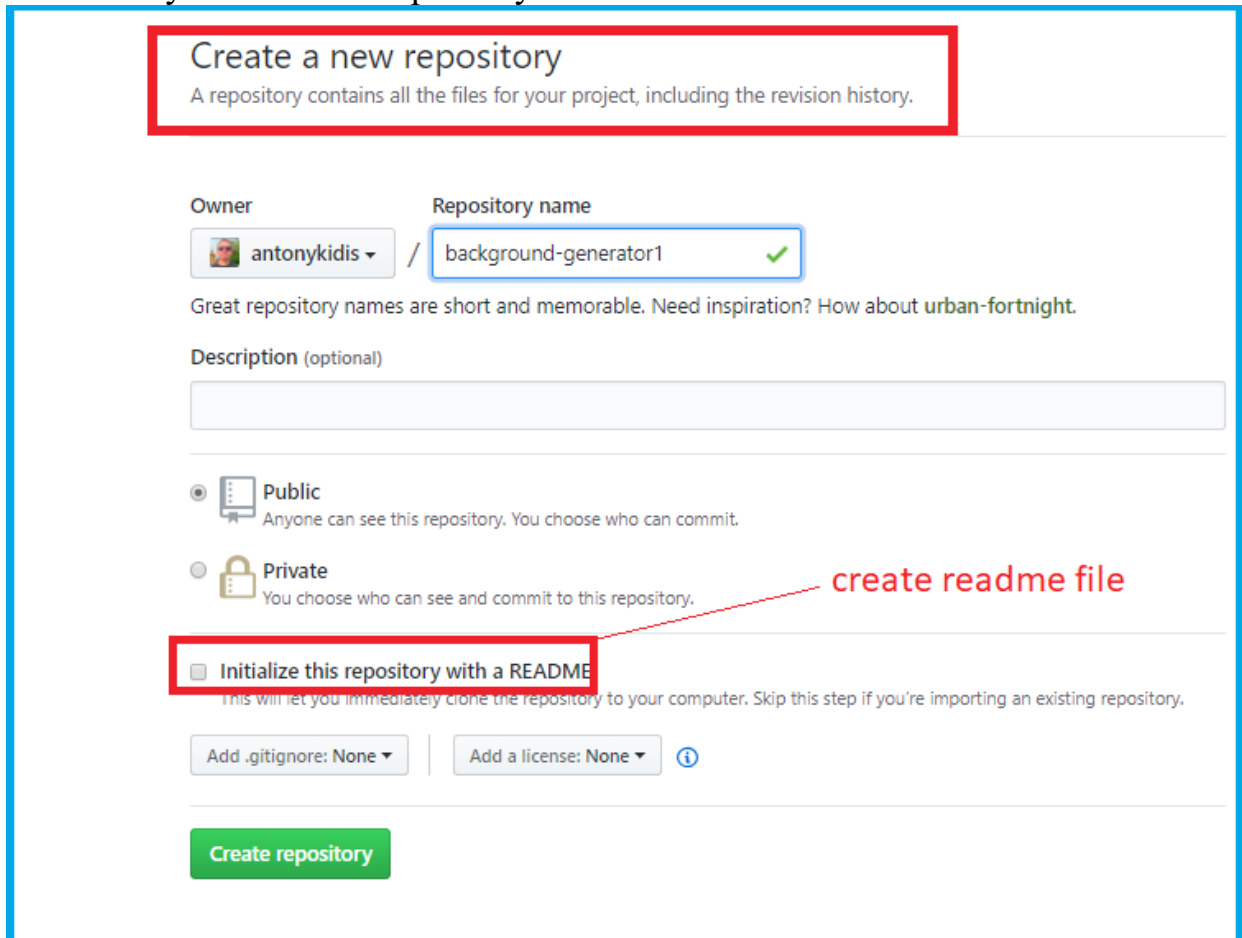 Create a new repository
A repository contains all the files for your project, including the revision history.
Owner
Repository name
antonykidis / background-generator1
Great repository names are short and memorable. Need inspiration? How about urban-fortnight.
Description (optional)
Public
Anyone can see this repository. You choose who can commit.
Private
You choose who can see and commit to this repository.
create readme file
Initialize this repository with a README
This will let you immediately clone the repository to your computer. Skip this step if you're importing an existing repository.
Add .gitignore: None
Add a license: None
Create repository